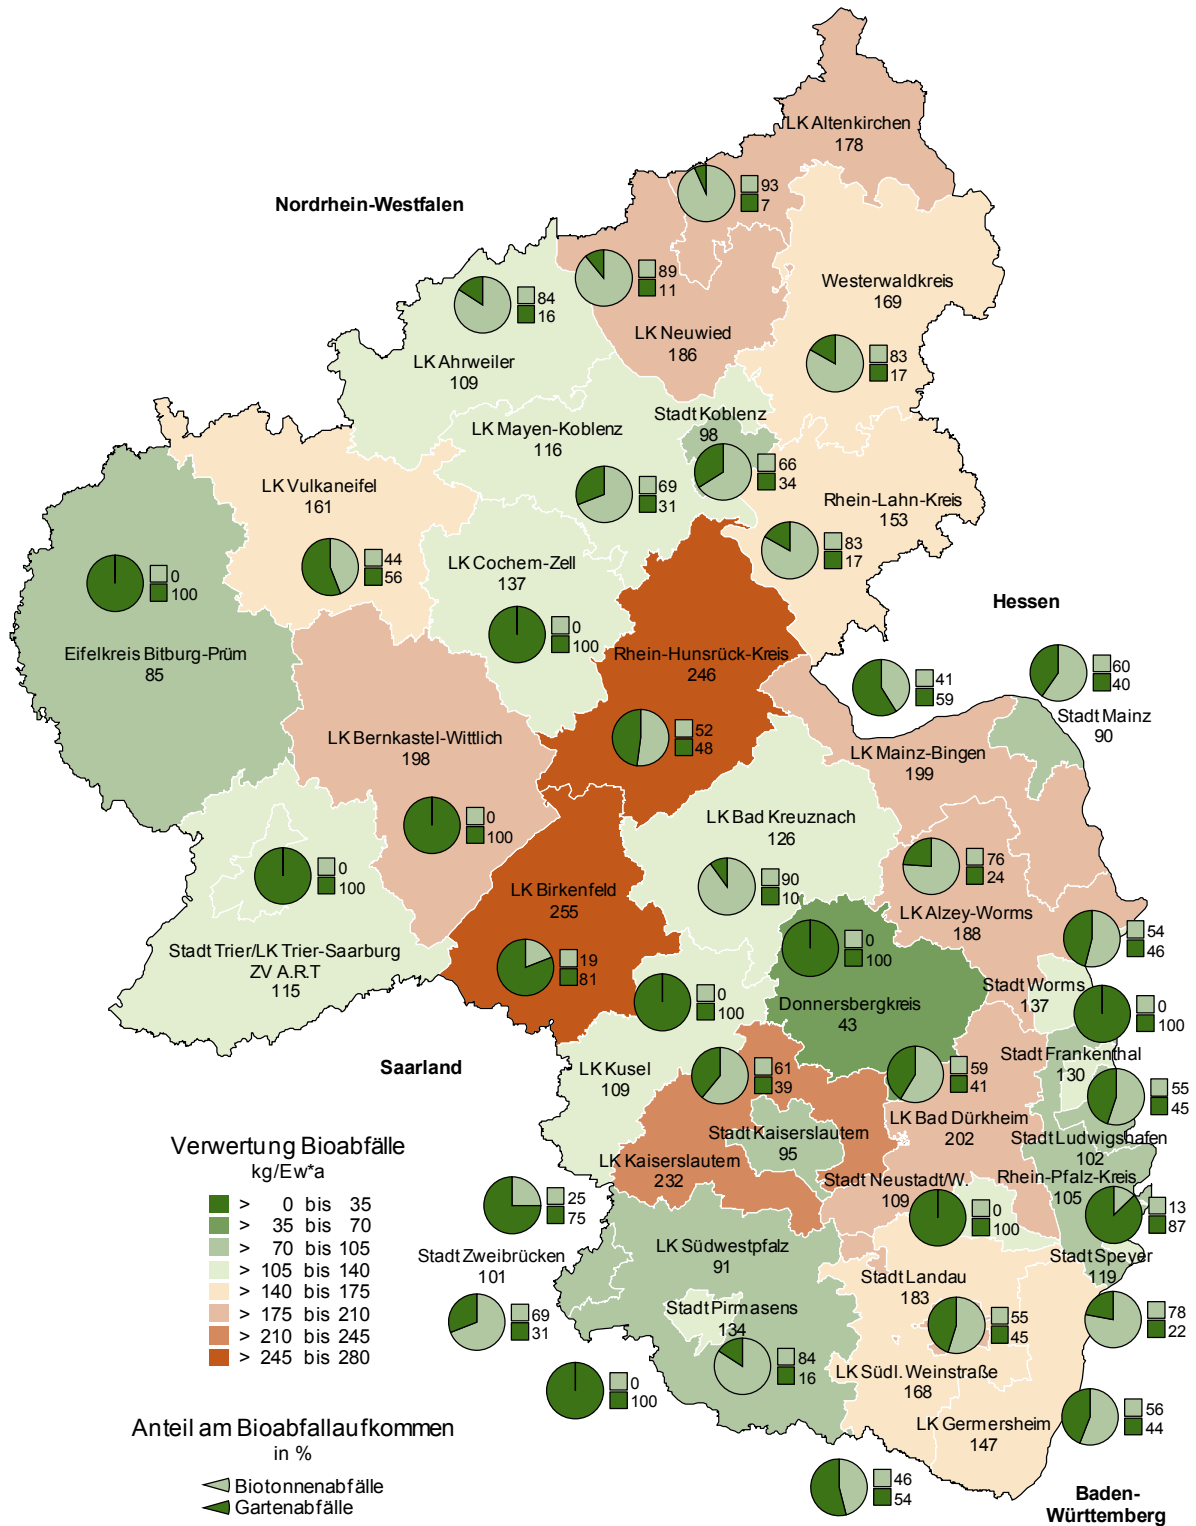 LK Altenkirchen
178
93
7
Nordrhein-Westfalen
89
11
Westerwaldkreis
169
84
16
LK Neuwied
186
83
17
LK Ahrweiler
109
Stadt Koblenz
98
LK Mayen-Koblenz
116
66
34
LK Vulkaneifel
161
69
31
Rhein-Lahn-Kreis
153
44
56
LK Cochem-Zell
137
83
17
0
100
Hessen
0
100
Eifelkreis Bitburg-Prüm
85
Rhein-Hunsrück-Kreis
246
41
59
60
40
Stadt Mainz
90
52
48
LK Bernkastel-Wittlich
198
LK Mainz-Bingen
199
0
100
LK Bad Kreuznach
126
0
100
76
24
LK Birkenfeld
255
90
10
LK Alzey-Worms
188
Stadt Trier/LK Trier-Saarburg
ZV A.R.T
115
19
81
0
100
54
46
0
100
Donnersbergkreis
43
Stadt Worms
137
0
100
Saarland
LK Kusel
109
61
39
59
41
Stadt Frankenthal
130
55
45
LK Bad Dürkheim
202
Stadt Kaiserslautern
95
Stadt Ludwigshafen
102
LK Kaiserslautern
232
Stadt Neustadt/W.
109
Rhein-Pfalz-Kreis
105
Verwertung Bioabfälle
kg/Ew*a
> 0 bis 35
> 35 bis 70
> 70 bis 105
> 105 bis 140
> 140 bis 175
> 175 bis 210
> 210 bis 245
> 245 bis 280
25
75
0
100
13
87
Stadt Zweibrücken
101
LK Südwestpfalz
91
Stadt Speyer
119
Stadt Landau
183
69
31
Stadt Pirmasens
134
55
45
78
22
84
16
LK Südl. Weinstraße
168
0
100
LK Germersheim
147
56
44
Anteil am Bioabfallaufkommen
in %
Biotonnenabfälle
Gartenabfälle
46
54
Baden-
Württemberg